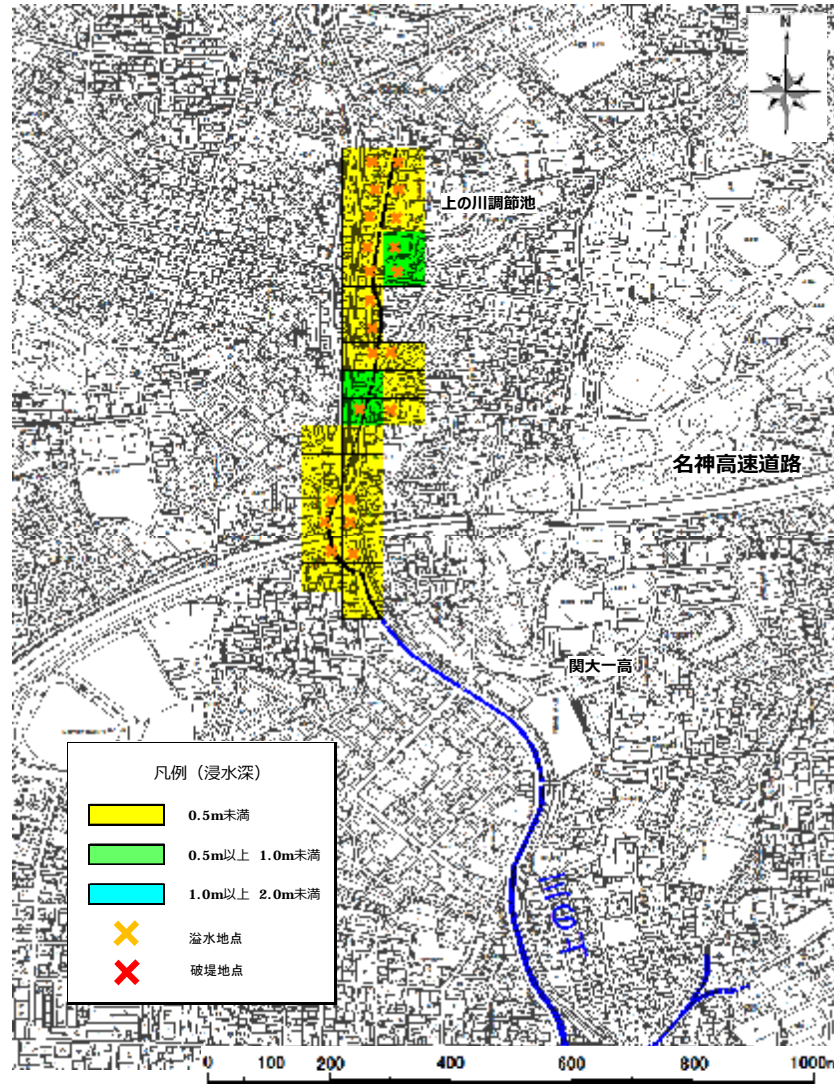 N
上の川調節池
名神高速道路
関大一高
凡例（浸水深）
0.5m未満
0.5m以上 1.0m未満
1.0m以上 2.0m未満
溢水地点
破堤地点
上の川
0 100 200 400 600 800 1000m